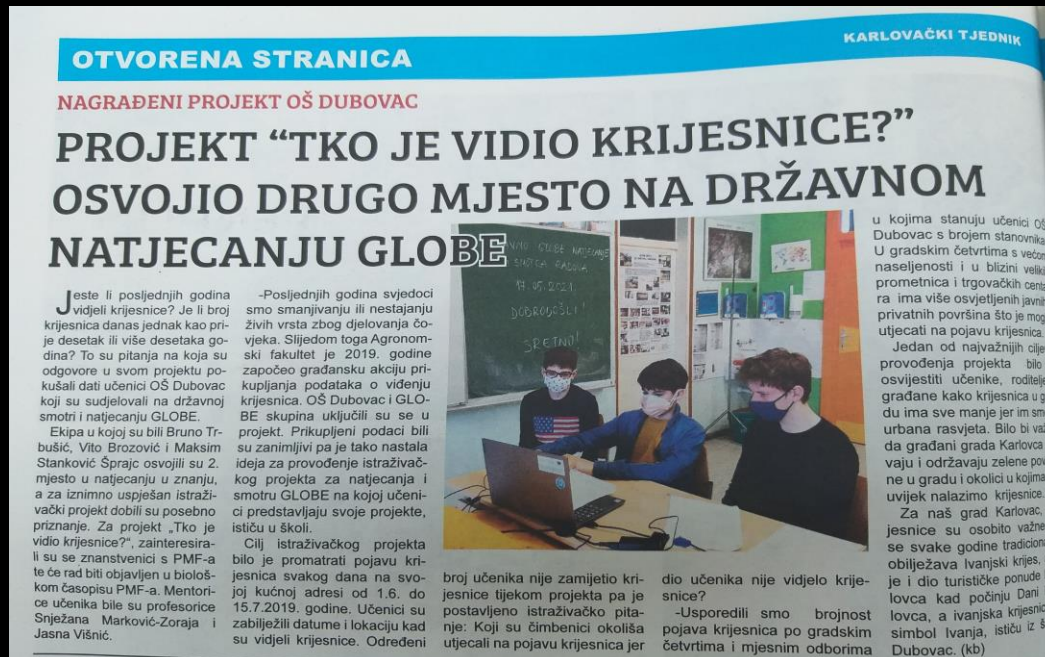 KARLOVAČKI TJEDNIK
OTVORENA STRANICA
NAGRAĐENI PROJEKT OŠ DUBOVAC
PROJEKT “TKO JE VIDIO KRIJESNICE?”
OSVOJIO DRUGO MJESTO NA DRŽAVNOM
NATJECANJU GLOBE
Jeste li posljednjih godina
vidjeli krijesnice? Je li broj
krijesnica danas jednak kao pri-
je desetak ili više desetaka go-
dina? To su pitanja na koja su
odgovore u svom projektu po-
kušali dati učenici OŠ Dubovac
koji su sudjelovali na državnoj
smotri i natjecanju GLOBE.
Ekipa u kojoj su bili Bruno Tr-
bušić, Vito Brozović i Maksim
Stanković Šprajc osvojili su 2.
mjesto u natjecanju u znanju,
a za iznimno uspješan istraži-
vački projekt dobili su posebno
priznanje. Za projekt „Tko je
vidio krijesnice?“, zainteresira-
li su se znanstvenici s PMF-a
te će rad biti objavljen u biološ-
kom časopisu PMF-a. Mentori-
ce učenika bile su profesorice
Snježana Marković-Zoraja i
Jasna Višnić.
-Posljednjih godina svjedoci
smo smanjivanju ili nestajanju
živih vrsta zbog djelovanja čo-
vjeka. Slijedom toga Agronom-
ski fakultet je 2019. godine
započeo građansku akciju pri-
kupljanja podataka o viđenju
krijesnica. OŠ Dubovac i GLO-
BE skupina uključili su se u
projekt. Prikupljeni podaci bili
su zanimljivi pa je tako nastala
ideja za provođenje istraživač-
kog projekta za natjecanja i
smotru GLOBE na kojoj učeni-
ci predstavljaju svoje projekte,
ističu u školi.
Cilj istraživačkog projekta
bilo je promatrati pojavu kri-
jesnica svakog dana na svo-
joj kućnoj adresi od 1.6. do
15.7.2019. godine. Učenici su
zabilježili datume i lokaciju kad
su vidjeli krijesnice. Određeni
GLOBE NATJECANJE
SMOTRA RADOVA
17.05.2021.
DOBRODOŠLI!
SRETNO!
broj učenika nije zamijetio kri-
jesnice tijekom projekta pa je
postavljeno istraživačko pita-
nje: Koji su čimbenici okoliša
utjecali na pojavu krijesnica jer
dio učenika nije vidjelo krije-
snice?
-Usporedili smo brojnost
pojava krijesnica po gradskim
četvrtima i mjesnim odborima
u kojima stanuju učenici OŠ
Dubovac s brojem stanovnika
U gradskim četvrtima s većom
naseljenosti i u blizini veliki
prometnica i trgovačkih centa
ra ima više osvjetljenih javnih
privatnih površina što je mog
utjecati na pojavu krijesnica.
Jedan od najvažnijih cilje
provođenja projekta bilo
osvijestiti učenike, roditelje
građane kako krijesnica u g
du ima sve manje jer im sm
urbana rasvjeta. Bilo bi važ
da građani grada Karlovca
vaju i održavaju zelene pov
ne u gradu i okolici u kojima
uvijek nalazimo krijesnice.
Za naš grad Karlovac,
jesnice su osobito važne
se svake godine tradiciona
obilježava Ivanjski krijes,
je i dio turističke ponude
lovca kad počinju Dani
lovca, a ivanjska krijesnic
simbol Ivanja, ističu iz š
Dubovac. (kb)